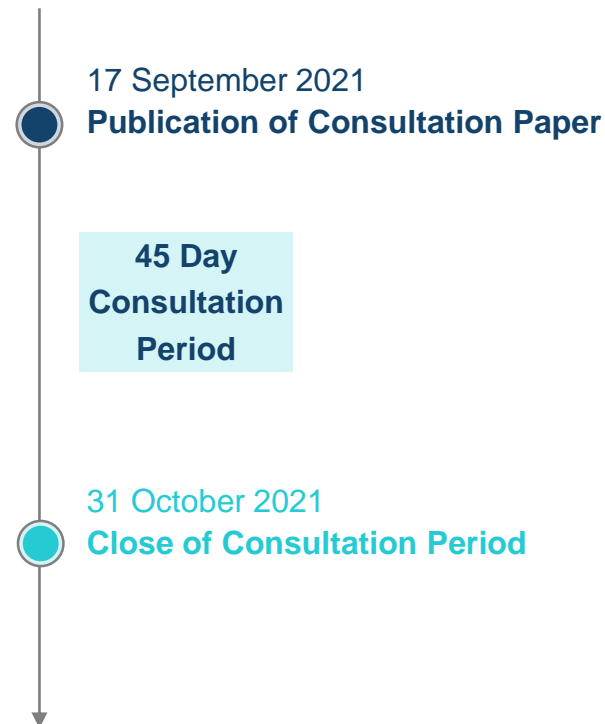 17 September 2021
Publication of Consultation Paper
45 Day
Consultation
Period
31 October 2021
Close of Consultation Period